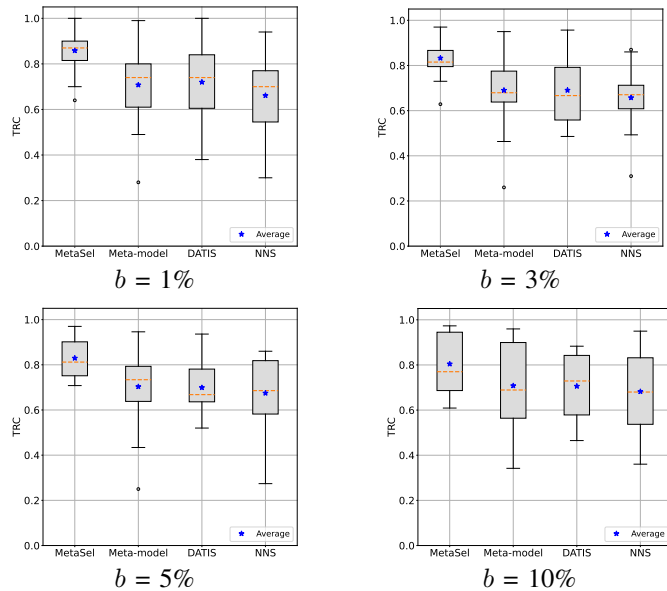 1.0
0.8
0.6
0.4
0.2
0.0
TRC
MetaSel Meta-model DATIS NNS
Average
b = 1%
1.0
0.8
0.6
0.4
0.2
0.0
TRC
MetaSel Meta-model DATIS NNS
Average
b = 3%
1.0
0.8
0.6
0.4
0.2
0.0
TRC
MetaSel Meta-model DATIS NNS
Average
b = 5%
1.0
0.8
0.6
0.4
0.2
0.0
TRC
MetaSel Meta-model DATIS NNS
Average
b = 10%